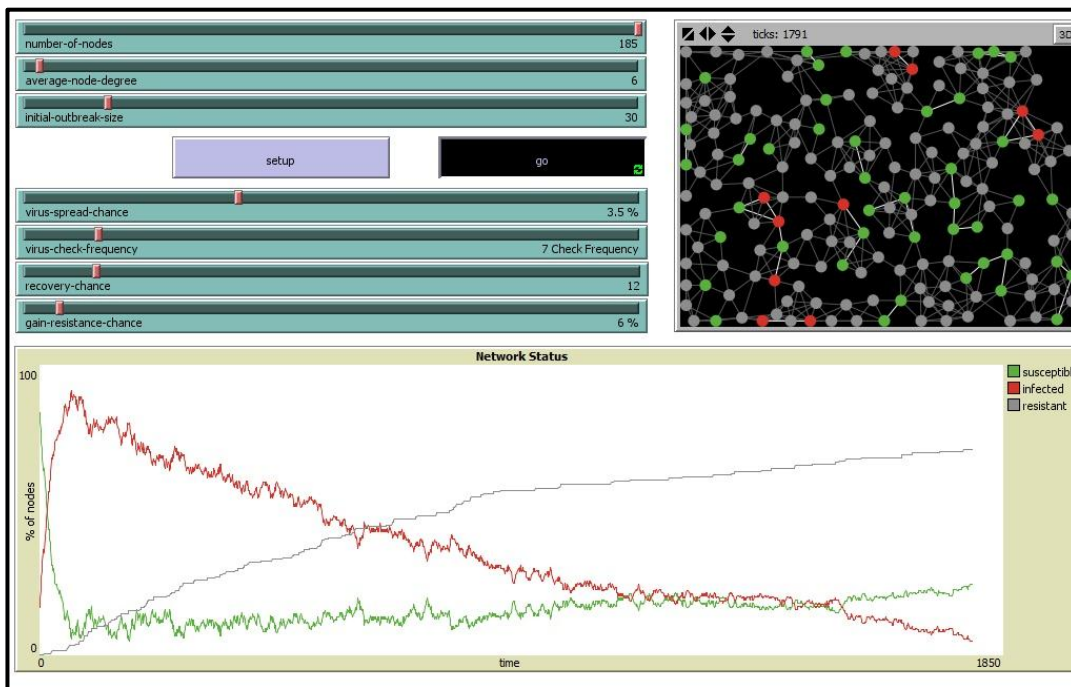 number-of-nodes 185
average-node-degree 6
initial-outbreak-size 30
setup go
virus-spread-chance 3.5 %
virus-check-frequency 7 Check Frequency
recovery-chance 12
gain-resistance-chance 6 %
ticks: 1791 3D
Network Status
100
% of nodes
0
0 time 1850
susceptibl
infected
resistant